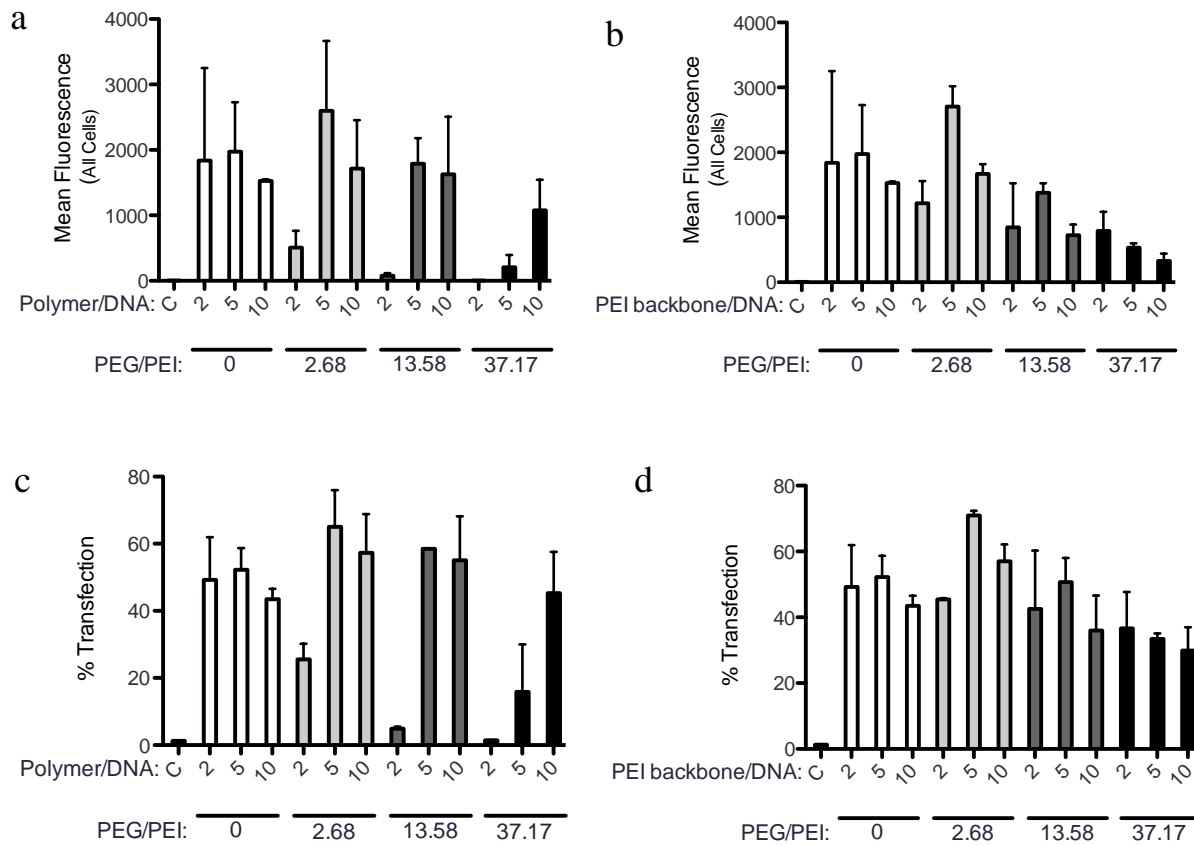 a
4000
3000
2000
1000
0
Mean Fluorescence
(All Cells)
C 2 5 10 2 5 10 2 5 10 2 5 10
Polymer/DNA:
PEG/PEI: 0 2.68 13.58 37.17
b
4000
3000
2000
1000
0
Mean Fluorescence
(All Cells)
C 2 5 10 2 5 10 2 5 10 2 5 10
PEI backbone/DNA:
PEG/PEI: 0 2.68 13.58 37.17
c
80
60
40
20
0
% Transfection
C 2 5 10 2 5 10 2 5 10 2 5 10
Polymer/DNA:
PEG/PEI: 0 2.68 13.58 37.17
d
80
60
40
20
0
% Transfection
C 2 5 10 2 5 10 2 5 10 2 5 10
PEI backbone/DNA:
PEG/PEI: 0 2.68 13.58 37.17